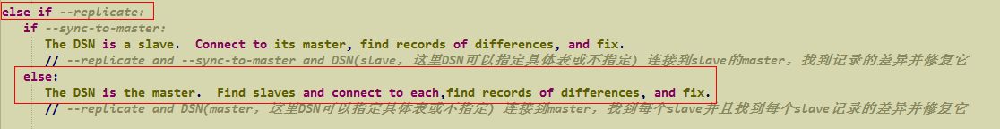 else if --replicate:
if --sync-to-master:
The DSN is a slave.  Connect to its master, find records of differences, and fix.
// --replicate and --sync-to-master and DSN(slave, 这里DSN可以指定具体表或不指定) 连接到slave的master, 找到记录的差异并修复它
else:
The DSN is the master.  Find slaves and connect to each,find records of differences, and fix.
// --replicate and DSN(master, 这里DSN可以指定具体表或不指定) 连接到master, 找到每个slave并且找到每个slave记录的差异并修复它